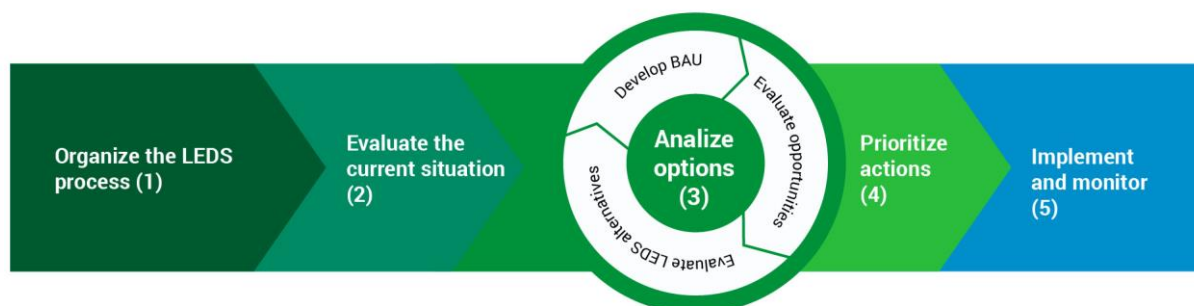 Organize the LEDS
process (1)
Evaluate the
current situation
(2)
Develop BAU
Evaluate opportunities
Evaluate LEDS alternatives
Analize
options
(3)
Prioritize
actions
(4)
Implement
and monitor
(5)